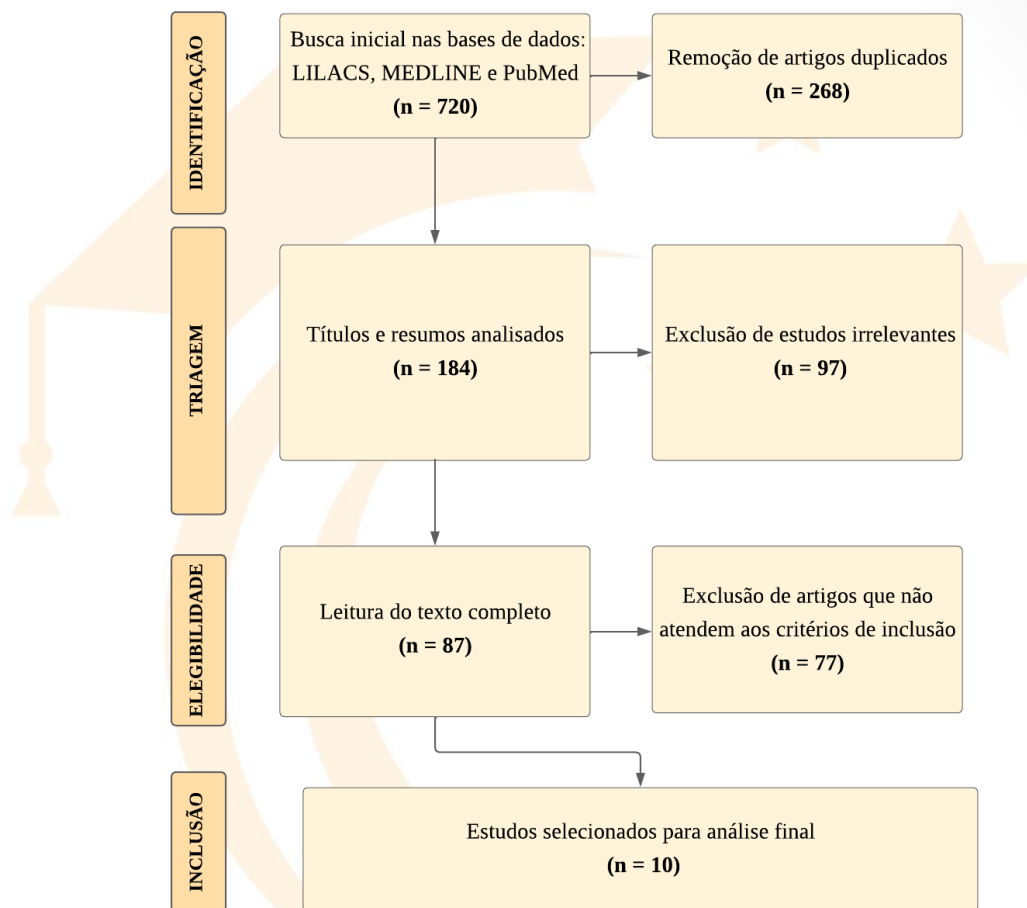 IDENTIFICAÇÃO
Busca inicial nas bases de dados:
LILACS, MEDLINE e PubMed
(n = 720)
Remoção de artigos duplicados
(n = 268)
TRIAGEM
Títulos e resumos analisados
(n = 184)
Exclusão de estudos irrelevantes
(n = 97)
ELEGIBILIDADE
Leitura do texto completo
(n = 87)
Exclusão de artigos que não
atendem aos critérios de inclusão
(n = 77)
INCLUSÃO
Estudos selecionados para análise final
(n = 10)